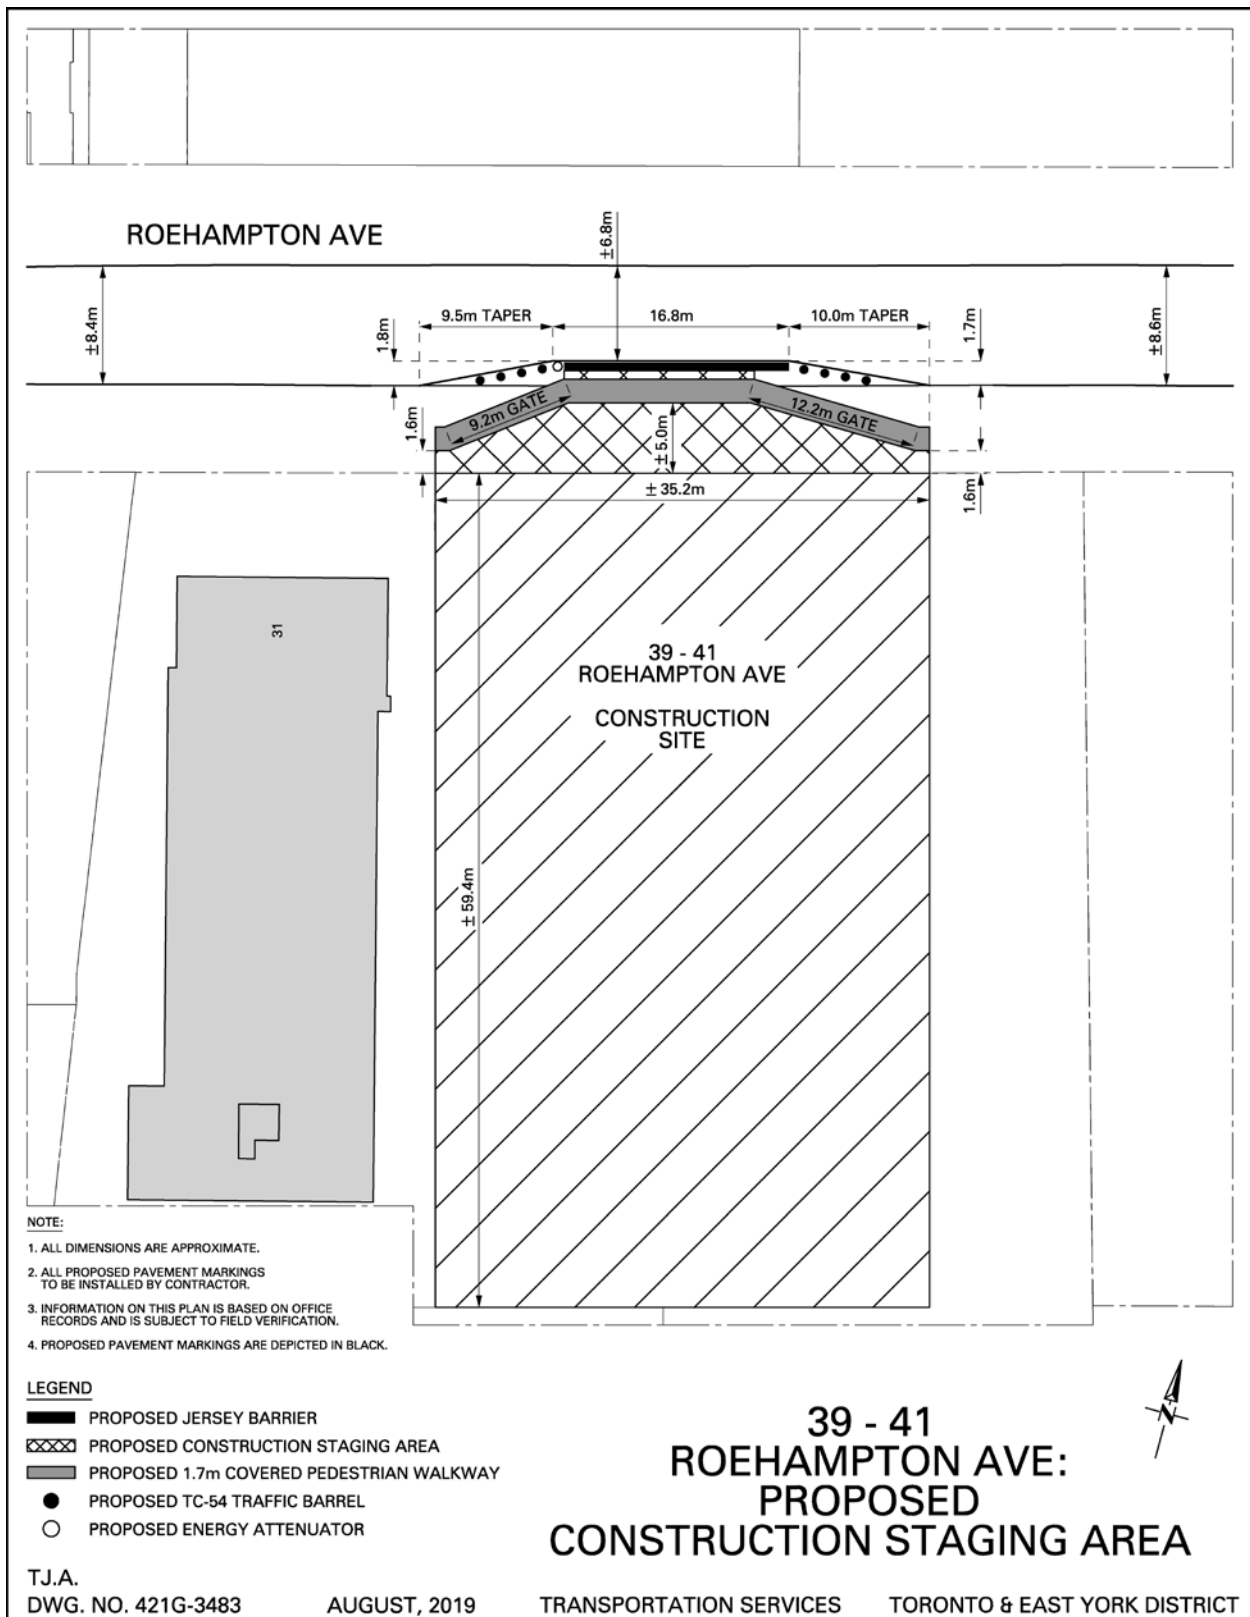 ROEHAMPTON AVE
±6.8m
±8.4m
9.5m TAPER
16.8m
10.0m TAPER
1.8m
1.7m
±8.6m
9.2m GATE
12.2m GATE
1.6m
±5.0m
±35.2m
1.6m
31
39 - 41
ROEHAMPTON AVE
CONSTRUCTION
SITE
±59.4m
NOTE:
1. ALL DIMENSIONS ARE APPROXIMATE.
2. ALL PROPOSED PAVEMENT MARKINGS
TO BE INSTALLED BY CONTRACTOR.
3. INFORMATION ON THIS PLAN IS BASED ON OFFICE
RECORDS AND IS SUBJECT TO FIELD VERIFICATION.
4. PROPOSED PAVEMENT MARKINGS ARE DEPICTED IN BLACK.
LEGEND
PROPOSED JERSEY BARRIER
PROPOSED CONSTRUCTION STAGING AREA
PROPOSED 1.7m COVERED PEDESTRIAN WALKWAY
PROPOSED TC-54 TRAFFIC BARREL
PROPOSED ENERGY ATTENUATOR
N
39 - 41
ROEHAMPTON AVE:
PROPOSED
CONSTRUCTION STAGING AREA
TJ.A.
DWG. NO. 421G-3483 AUGUST, 2019 TRANSPORTATION SERVICES TORONTO & EAST YORK DISTRICT